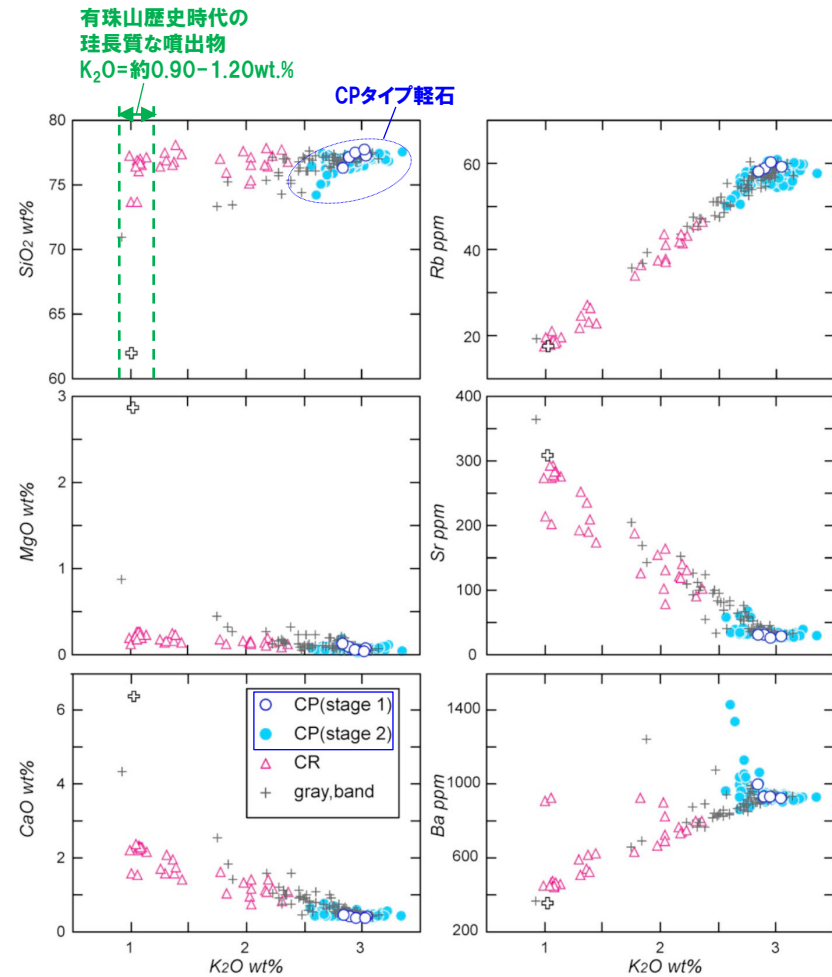 有珠山歴史時代の
珪長質な噴出物
K₂O=約0.90-1.20wt.%
CPタイプ軽石
80
75
70
65
60
SiO₂ wt%
60
40
20
Rb ppm
3
2
1
0
MgO wt%
400
300
200
100
0
Sr ppm
6
4
2
0
CaO wt%
CP(stage 1)
CP(stage 2)
CR
gray,band
1400
1000
600
200
Ba ppm
1 2 3
K₂O wt%
1 2 3
K₂O wt%